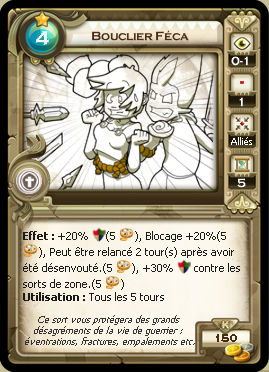 4
Bouclier Féca
0-1
1
Alliés
5
Effet : +20% (5 ), Blocage +20%(5
), Peut être relancé 2 tour(s) après avoir
été désenvouté.(5 ), +30% contre les
sorts de zone.(5 )
Utilisation : Tous les 5 tours
Ce sort vous protégera des grands
désagréments de la vie de guerrier :
éventrations, fractures, empalements etc.
K
150